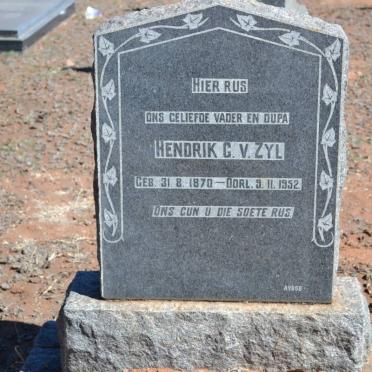 HIER RUS
ONS GELIEFDE VADER EN OUPA
HENDRIK C. V. ZYL
GEB. 31. 8. 1870 — OORL. 9. 11. 1952.
ONS GUN U DIE SOETE RUS